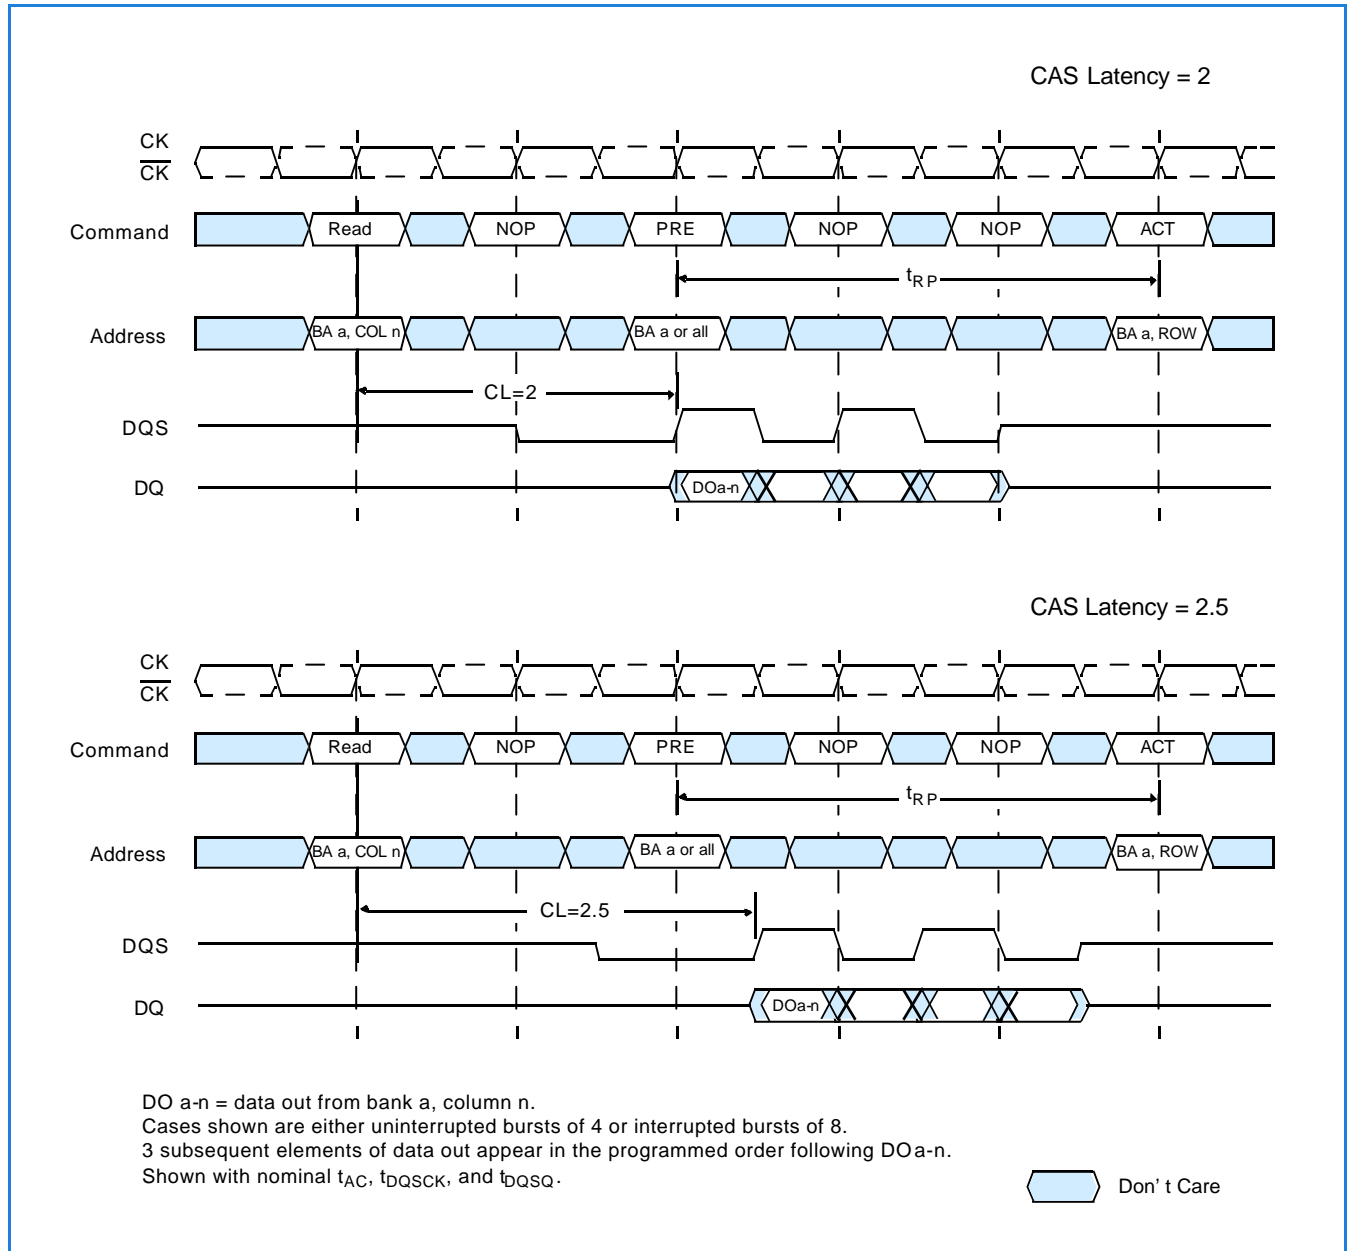 CAS Latency = 2
CK
CK
Command
Read NOP PRE NOP NOP ACT
tRP
Address
BA a, COL n BA a or all BA a, ROW
CL=2
DQS
DQ
DOa-n
CAS Latency = 2.5
CK
CK
Command
Read NOP PRE NOP NOP ACT
tRP
Address
BA a, COL n BA a or all BA a, ROW
CL=2.5
DQS
DQ
DOa-n
DO a-n = data out from bank a, column n.
Cases shown are either uninterrupted bursts of 4 or interrupted bursts of 8.
3 subsequent elements of data out appear in the programmed order following DOa-n.
Shown with nominal tAC, tDQSCK, and tDQSQ.
Don' t Care